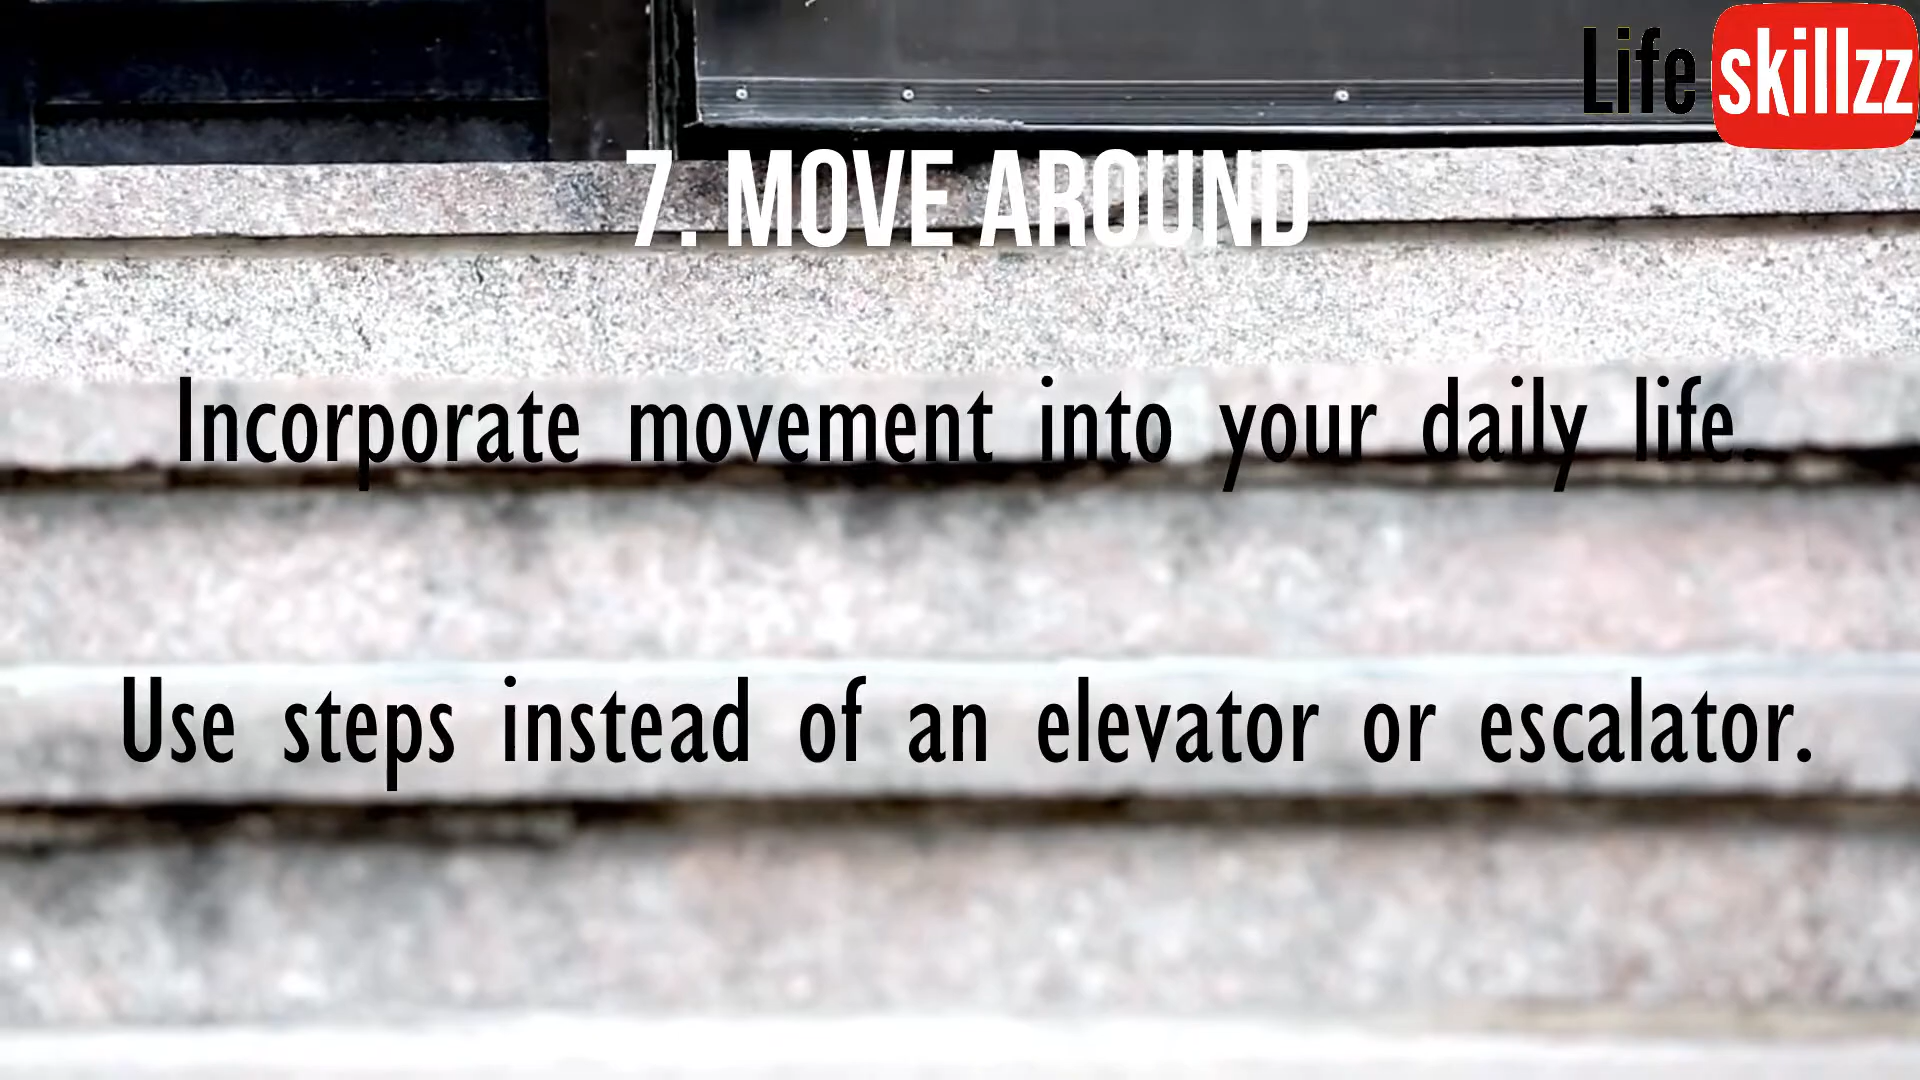 Life skillzz
7. MOVE AROUND
Incorporate movement into your daily life.
Use steps instead of an elevator or escalator.